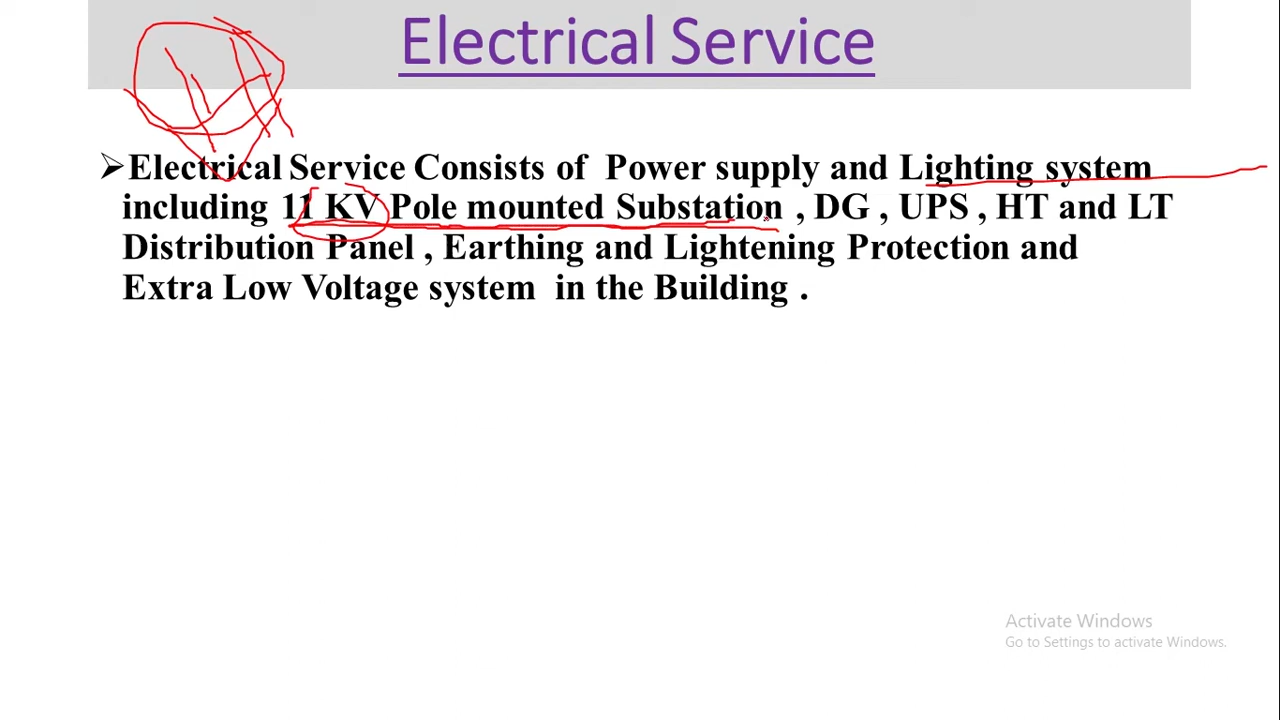 Electrical Service
➢Electrical Service Consists of Power supply and Lighting system
including 11 KV Pole mounted Substation , DG , UPS , HT and LT
Distribution Panel , Earthing and Lightening Protection and
Extra Low Voltage system in the Building .
Activate Windows
Go to Settings to activate Windows.